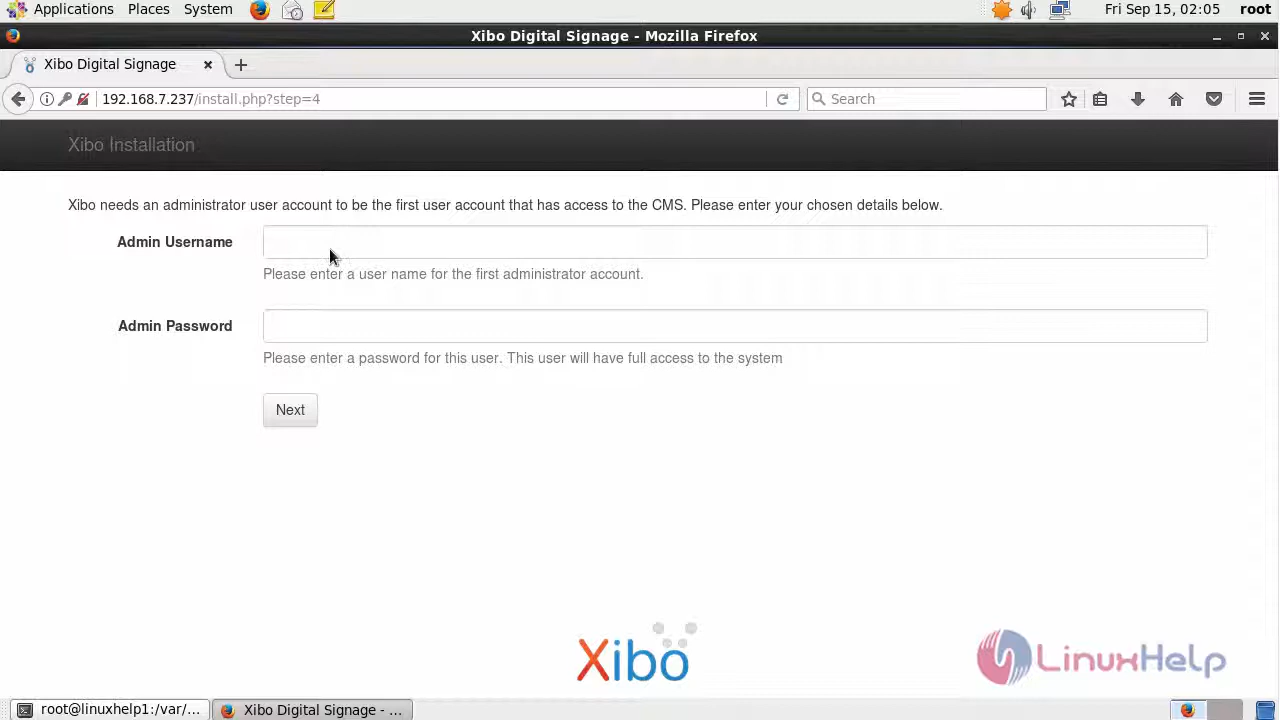 Applications Places System Fri Sep 15, 02:05 root
Xibo Digital Signage - Mozilla Firefox
Xibo Digital Signage
192.168.7.237/install.php?step=4 Search
Xibo Installation
Xibo needs an administrator user account to be the first user account that has access to the CMS. Please enter your chosen details below.
Admin Username
Please enter a user name for the first administrator account.
Admin Password
Please enter a password for this user. This user will have full access to the system
Next
Xibo
LinuxHelp
root@linuxhelp1:/var/... Xibo Digital Signage - ...